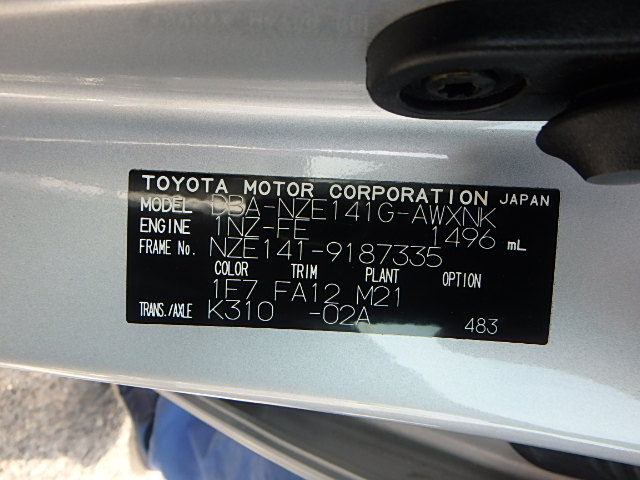 TOYOTA MOTOR CORPORATION JAPAN
MODEL DBA-NZE141G-AWXNK
ENGINE 1NZ-FE 1496 mL
FRAME No. NZE141-9187335
COLOR TRIM PLANT OPTION
1F7 FA12 M21
TRANS./AXLE K310 -02A 483